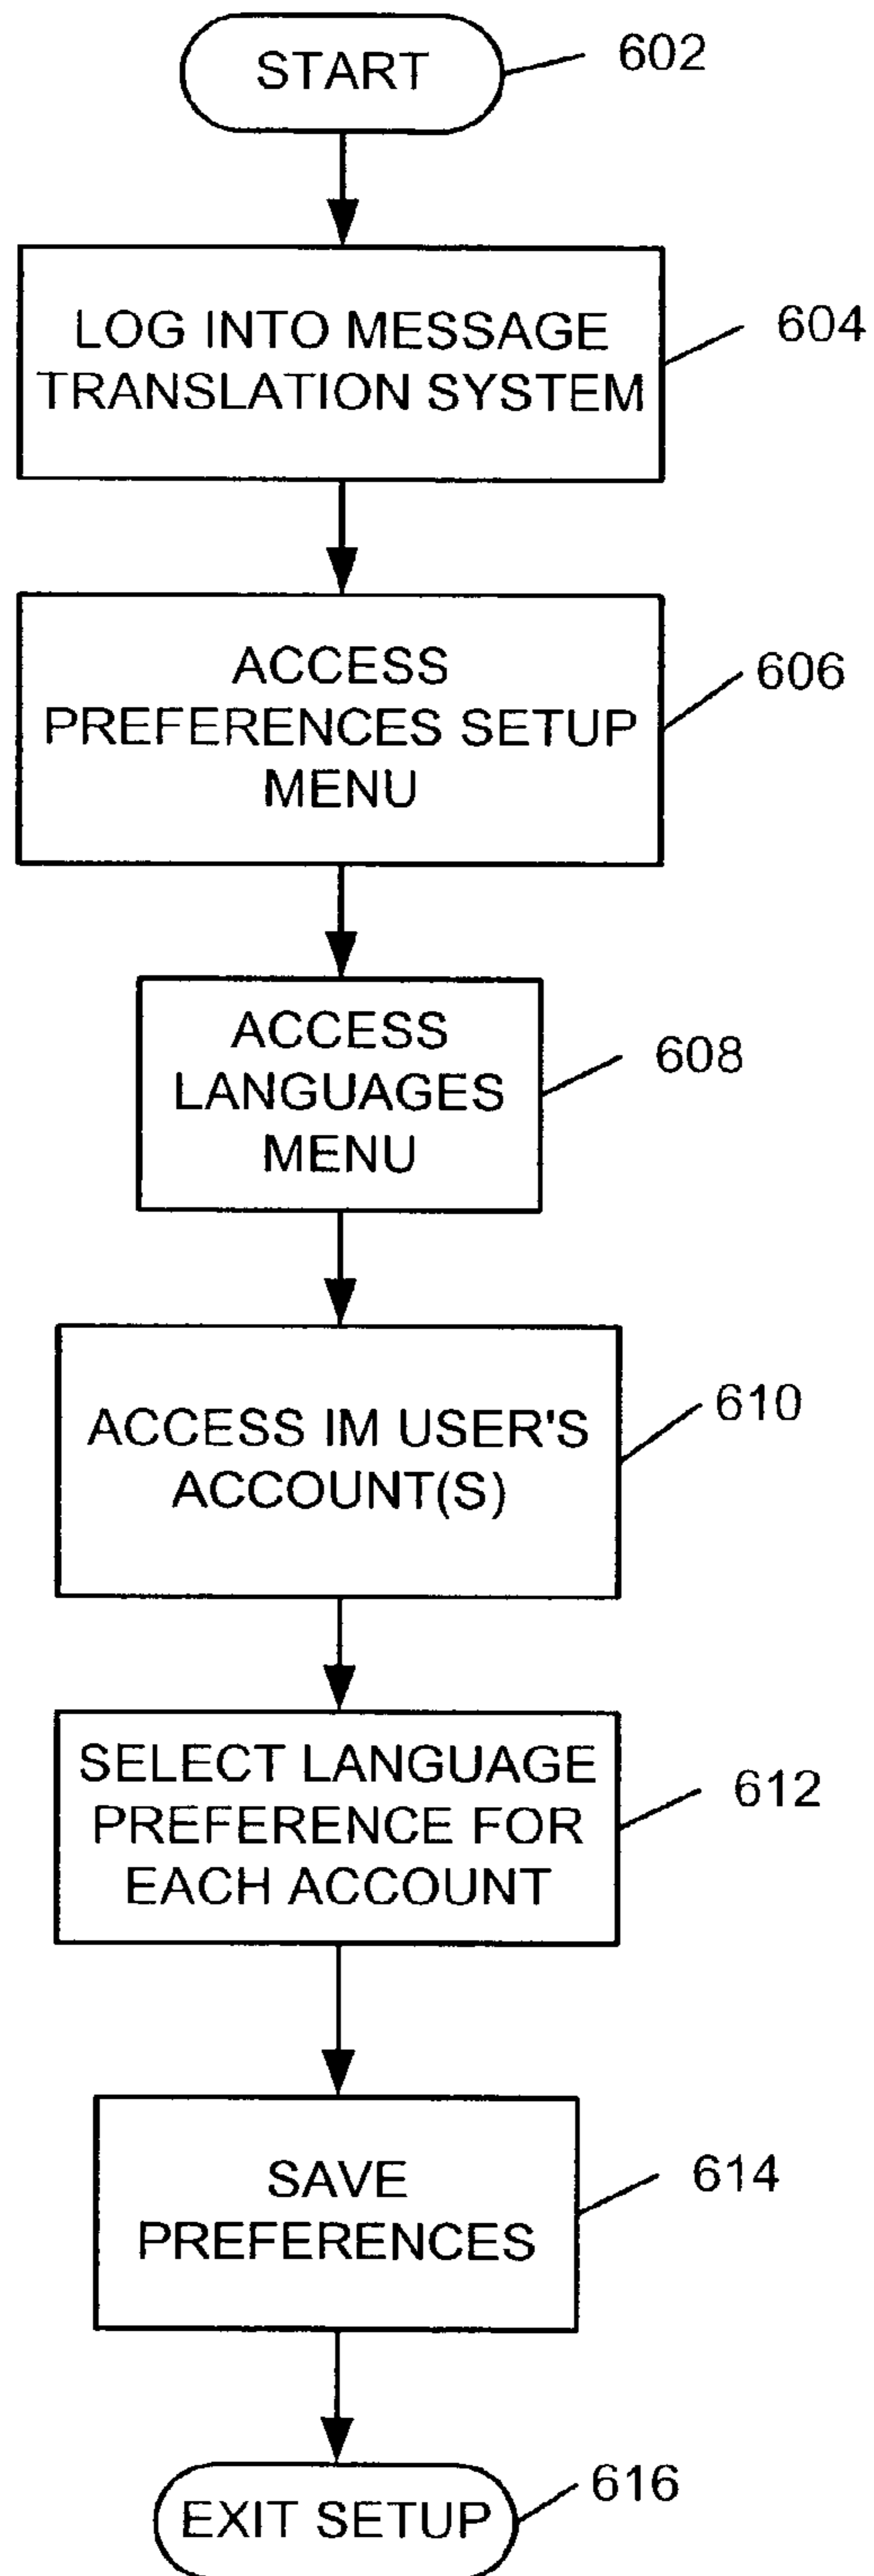 START
602
LOG INTO MESSAGE
TRANSLATION SYSTEM
604
ACCESS
PREFERENCES SETUP
MENU
606
ACCESS
LANGUAGES
MENU
608
ACCESS IM USER'S
ACCOUNT(S)
610
SELECT LANGUAGE
PREFERENCE FOR
EACH ACCOUNT
612
SAVE
PREFERENCES
614
EXIT SETUP
616